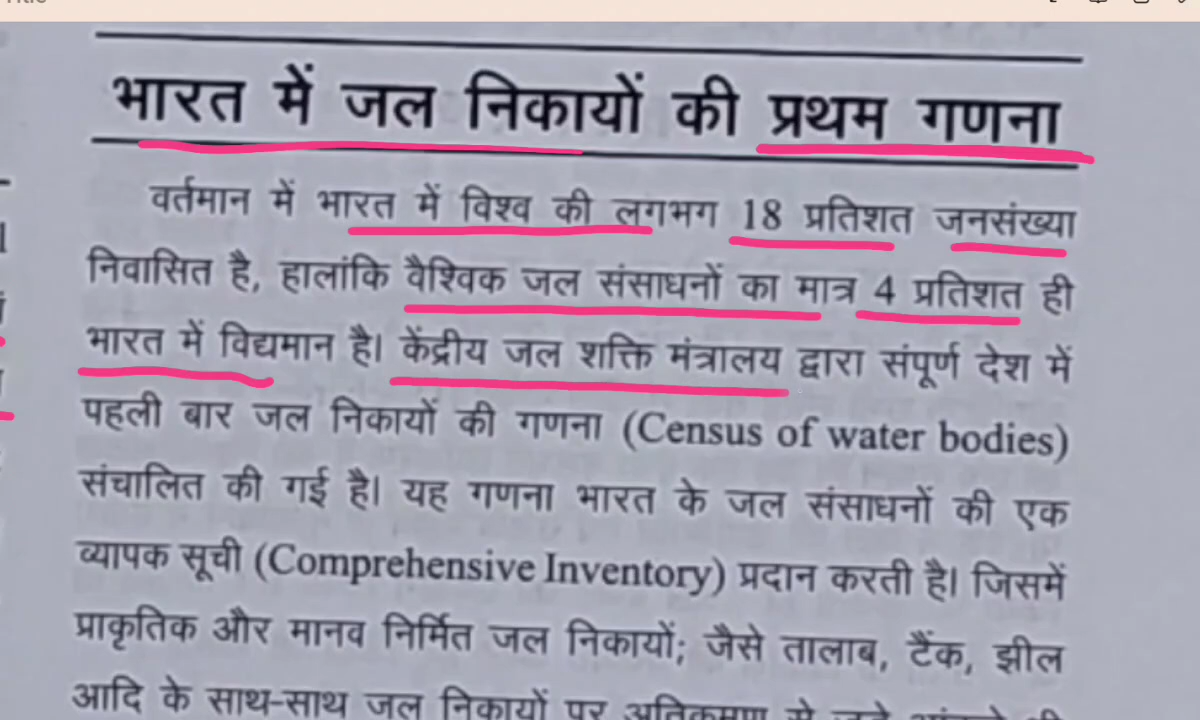 भारत में जल निकायों की प्रथम गणना
वर्तमान में भारत में विश्व की लगभग 18 प्रतिशत जनसंख्या
निवासित है, हालांकि वैश्विक जल संसाधनों का मात्र 4 प्रतिशत ही
भारत में विद्यमान है। केंद्रीय जल शक्ति मंत्रालय द्वारा संपूर्ण देश में
पहली बार जल निकायों की गणना (Census of water bodies)
संचालित की गई है। यह गणना भारत के जल संसाधनों की एक
व्यापक सूची (Comprehensive Inventory) प्रदान करती है। जिसमें
प्राकृतिक और मानव निर्मित जल निकायों; जैसे तालाब, टैंक, झील
आदि के साथ-साथ जल निकायों पर अतिक्रमण से जुड़े